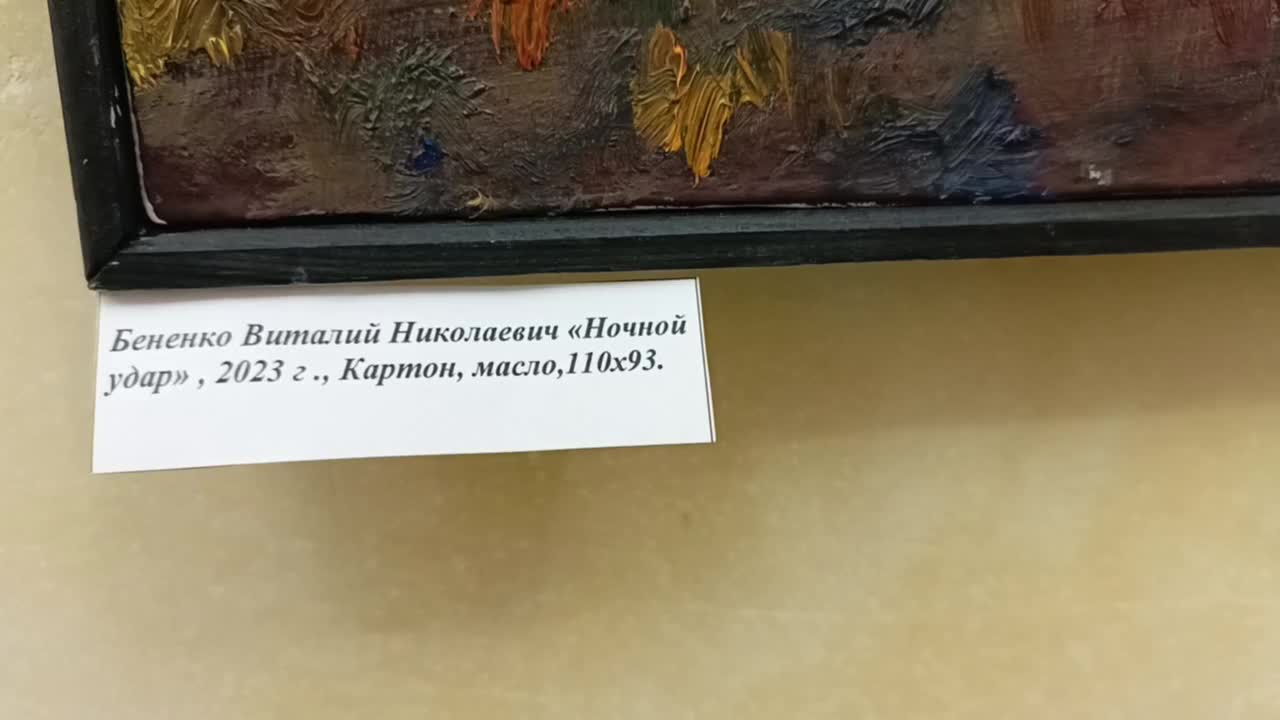 Бененко Виталий Николаевич «Ночной
удар» , 2023 г ., Картон, масло,110х93.